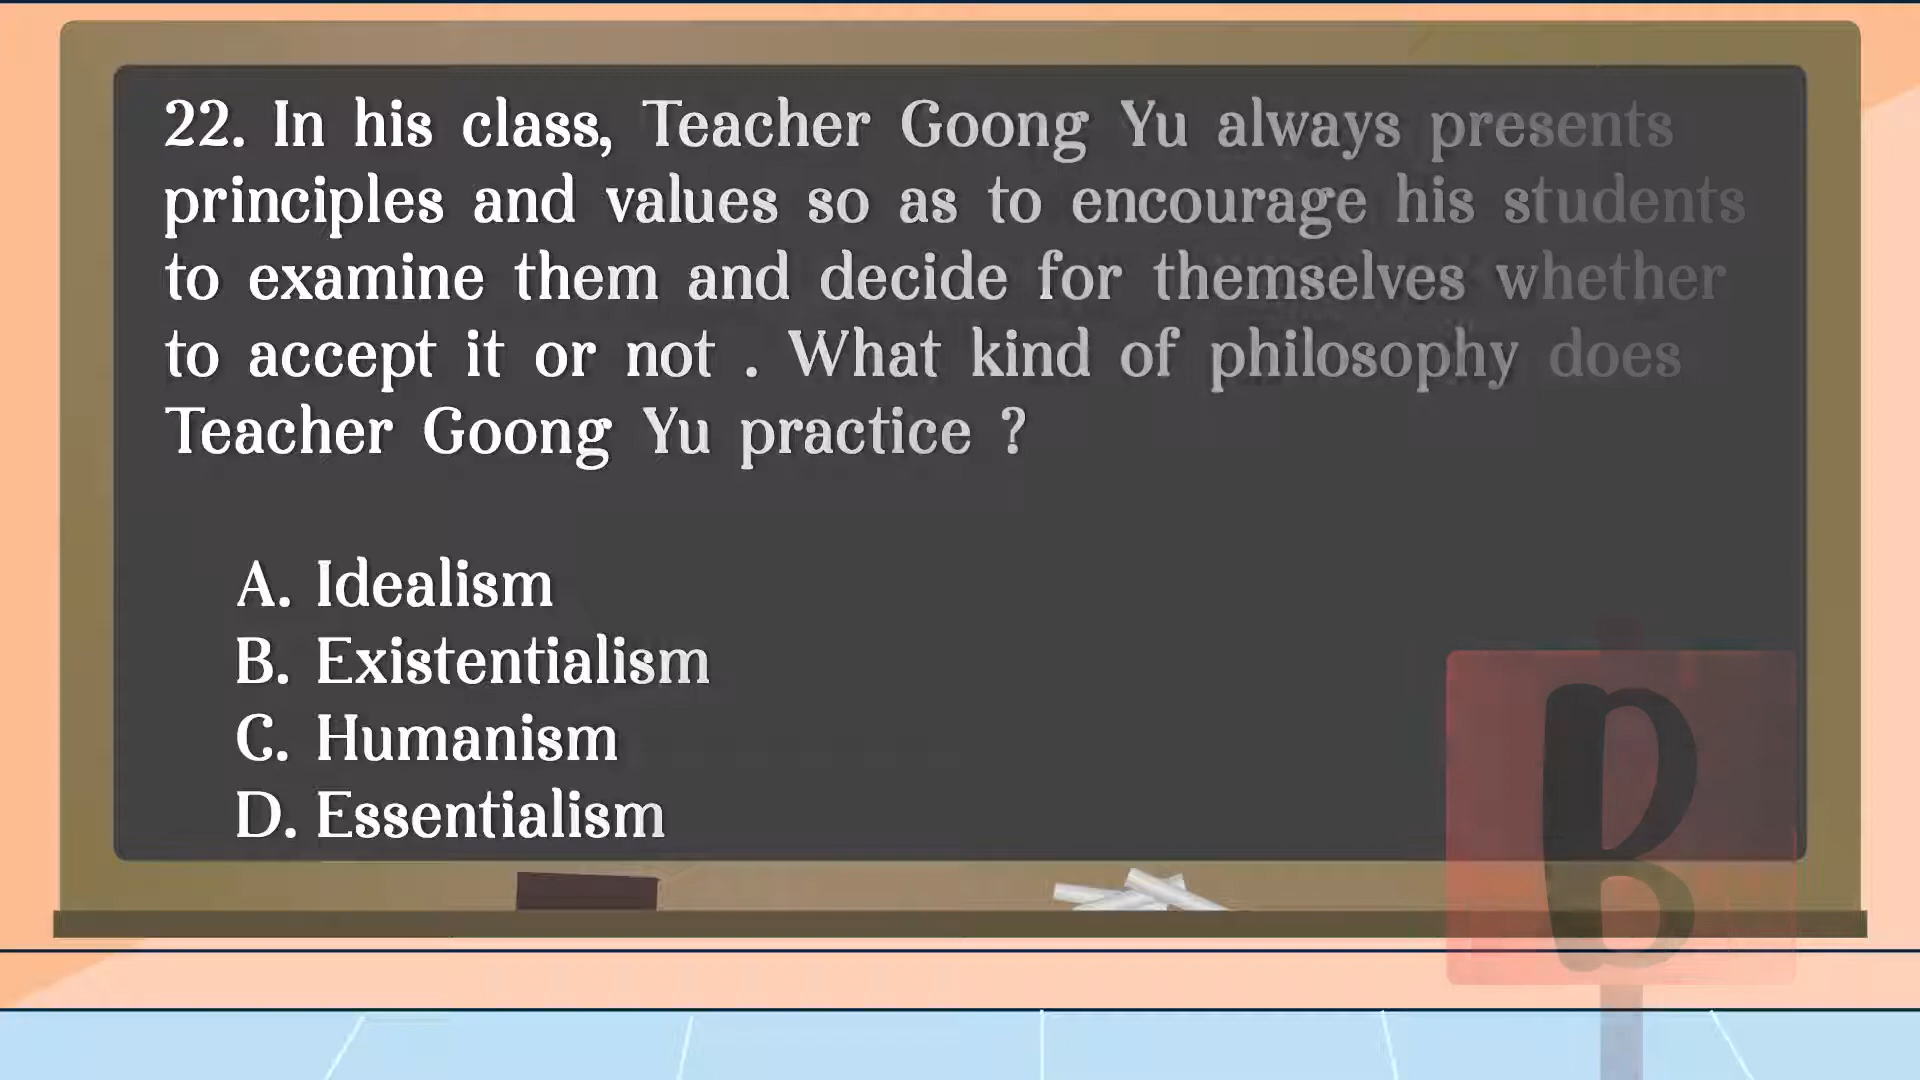 22. In his class, Teacher Goong Yu always presents
principles and values so as to encourage his students
to examine them and decide for themselves whether
to accept it or not . What kind of philosophy does
Teacher Goong Yu practice ?
A. Idealism
B. Existentialism
C. Humanism
D. Essentialism
B